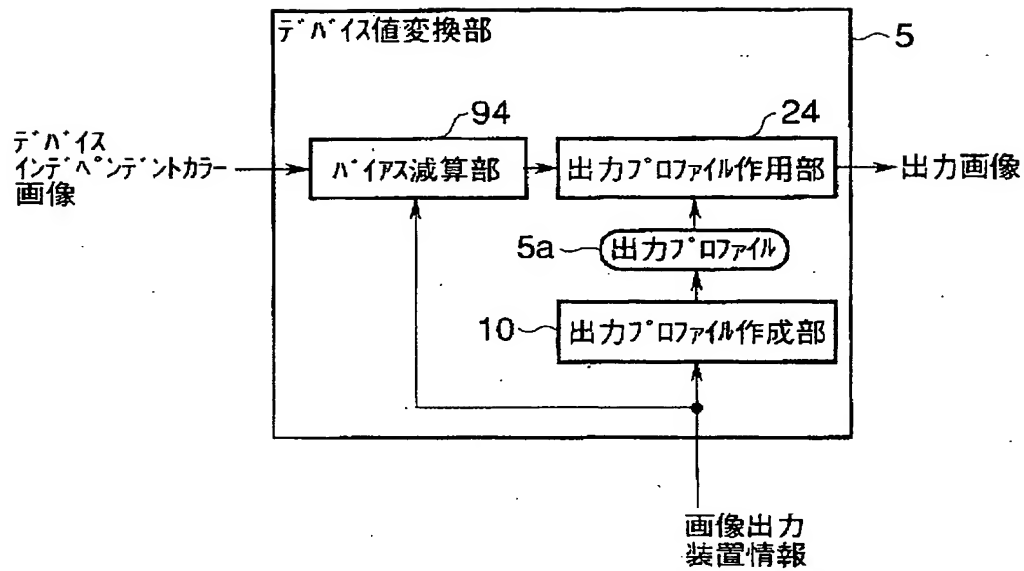 デバイス値変換部
5
94
24
デバイス
インデペンデントカラー
画像
バイアス減算部
出力プロファイル作用部
出力画像
5a
出力プロファイル
10
出力プロファイル作成部
画像出力
装置情報